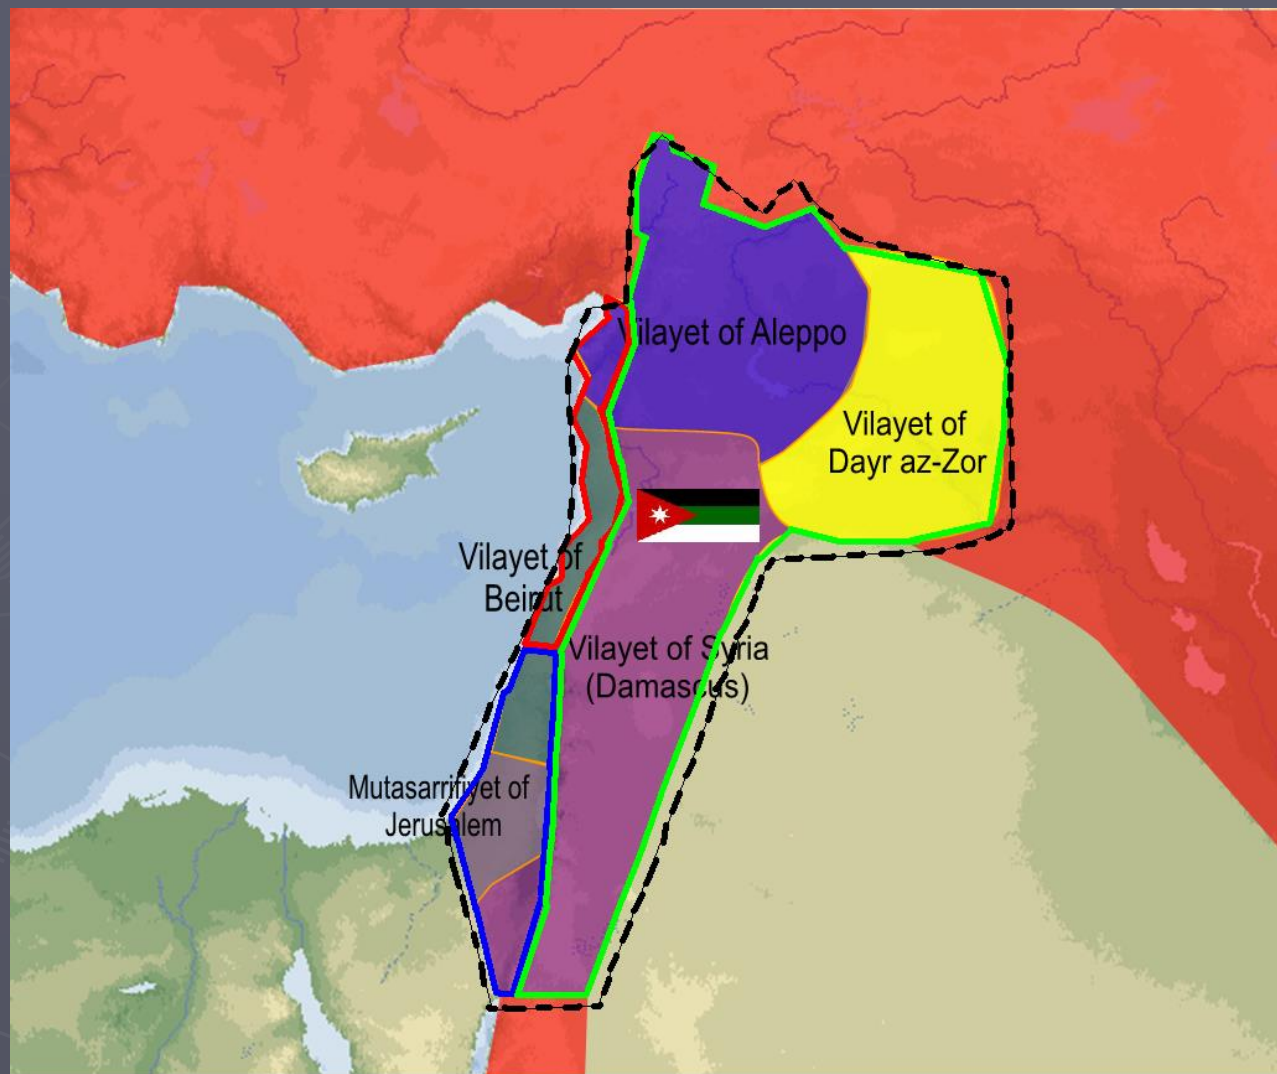 Vilayet of Aleppo
Vilayet of
Dayr az-Zor
Vilayet of
Beirut
Vilayet of Syria
(Damascus)
Mutasarrifiyet of
Jerusalem